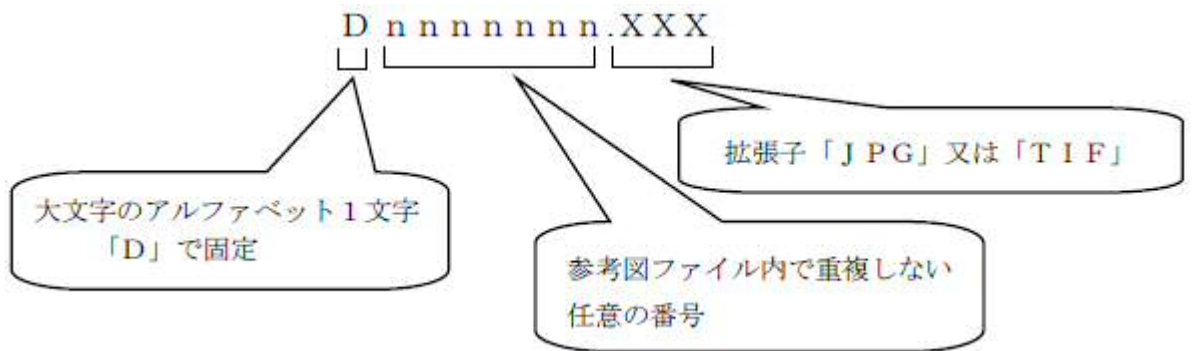 D n n n n n n n .X X X
拡張子「ＪＰＧ」又は「ＴＩＦ」
大文字のアルファベット１文字
「Ｄ」で固定
参考図ファイル内で重複しない
任意の番号